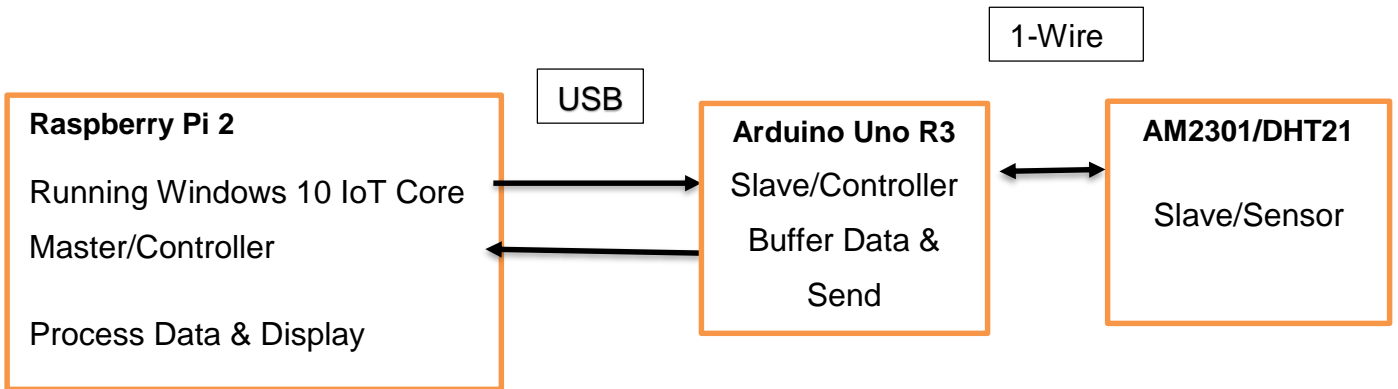 1-Wire
USB
Raspberry Pi 2
Running Windows 10 IoT Core
Master/Controller
Process Data & Display
Arduino Uno R3
Slave/Controller
Buffer Data &
Send
AM2301/DHT21
Slave/Sensor